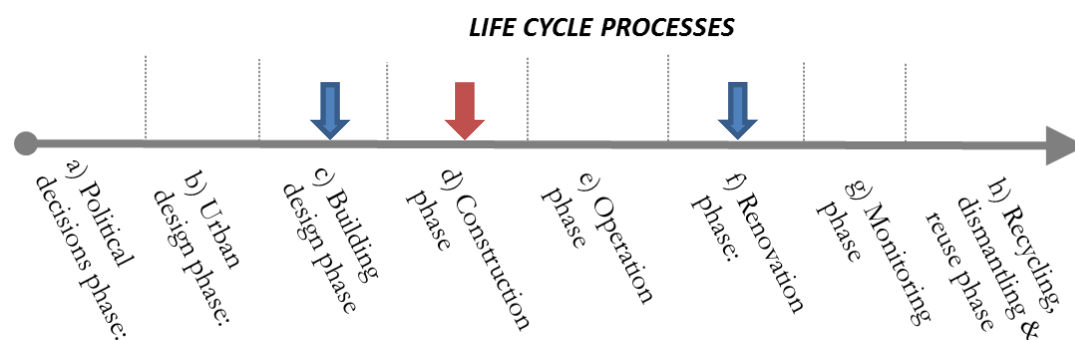 LIFE CYCLE PROCESSES
a) Political
decisions phase:
b) Urban
design phase:
c) Building
design phase
d) Construction
phase
e) Operation
phase
f) Renovation
phase:
g) Monitoring
phase
h) Recycling,
dismantling &
reuse phase